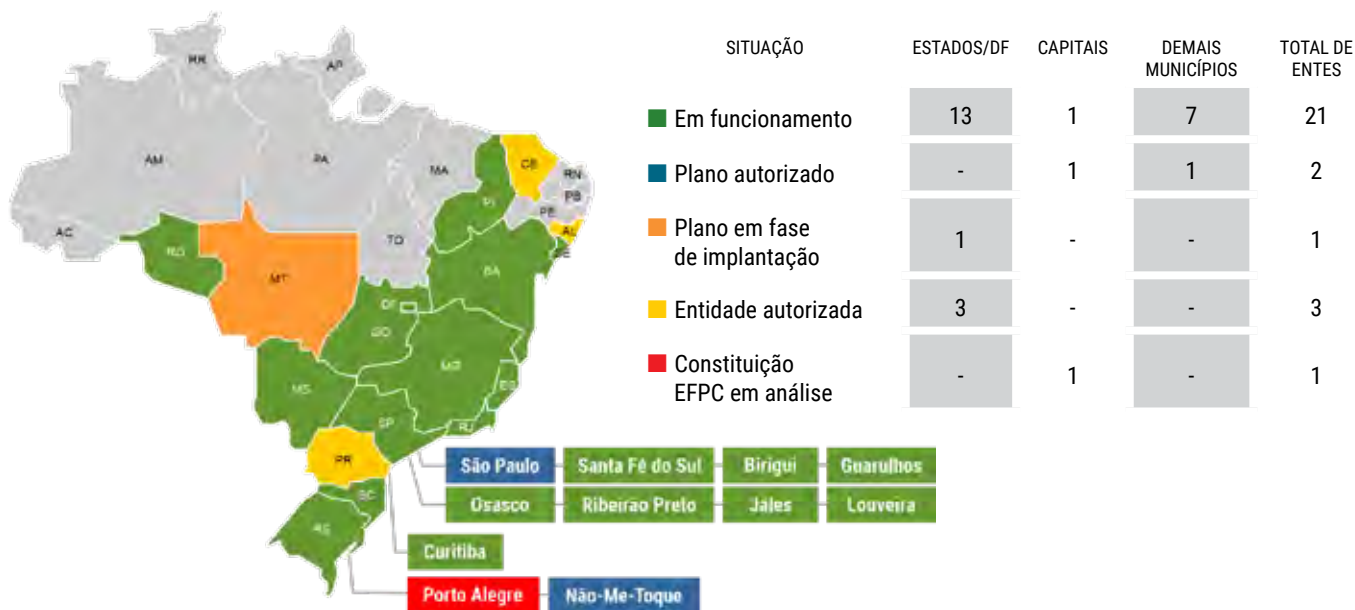 RR
AP
AM
PA
MA
CE
RN
PB
PE
AL
SE
PI
AC
TO
RO
MT
BA
DF
GO
MG
ES
MS
SP
RJ
PR
SC
RS
São Paulo
Santa Fé do Sul
Birigui
Guarulhos
Osasco
Ribeirao Preto
Jales
Louveira
Curitiba
Porto Alegre
Não-Me-Toque
SITUAÇÃO ESTADOS/DF CAPITAIS DEMAIS TOTAL DE
MUNICÍPIOS ENTES
Em funcionamento 13 1 7 21
Plano autorizado - 1 1 2
Plano em fase
de implantação 1 - - 1
Entidade autorizada 3 - - 3
Constituição
EFPC em análise - 1 - 1